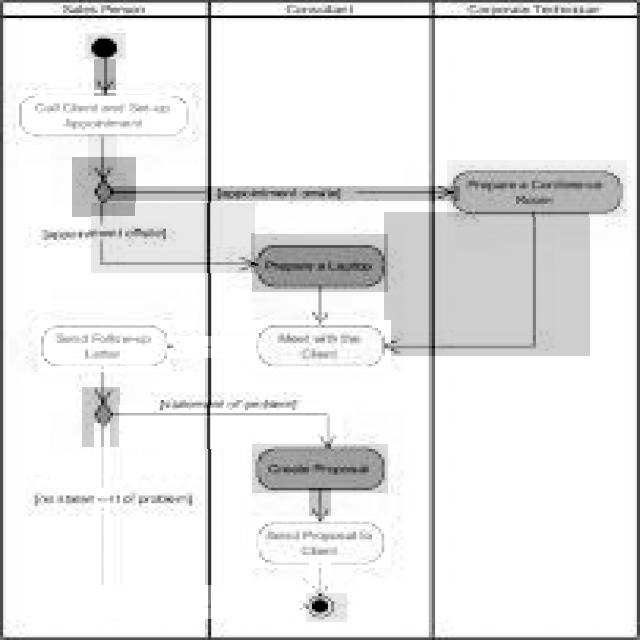 Sales Person
Consultant
Corporate Technician
Call Client and Set-up
Appointment
[appointment onsite]
Prepare a Conference
Room
[appointment offsite]
Prepare a Laptop
Send Follow-up
Letter
Meet with the
Client
[statement of problem]
Create Proposal
[no statement of problem]
Send Proposal to
Client